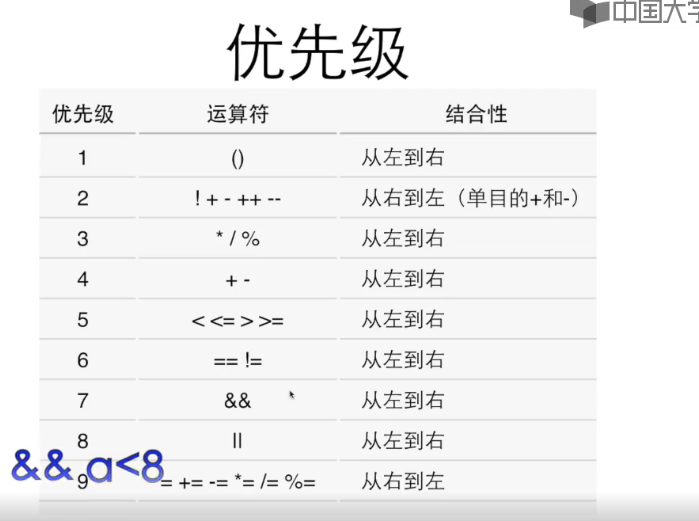 中国大学
优先级
优先级 运算符 结合性
1 () 从左到右
2 ! + - ++ -- 从右到左（单目的+和-）
3 * / % 从左到右
4 + - 从左到右
5 < <= > >= 从左到右
6 == != 从左到右
7 && 从左到右
8 || 从左到右
&& a<8
9 = += -= *= /= %= 从右到左